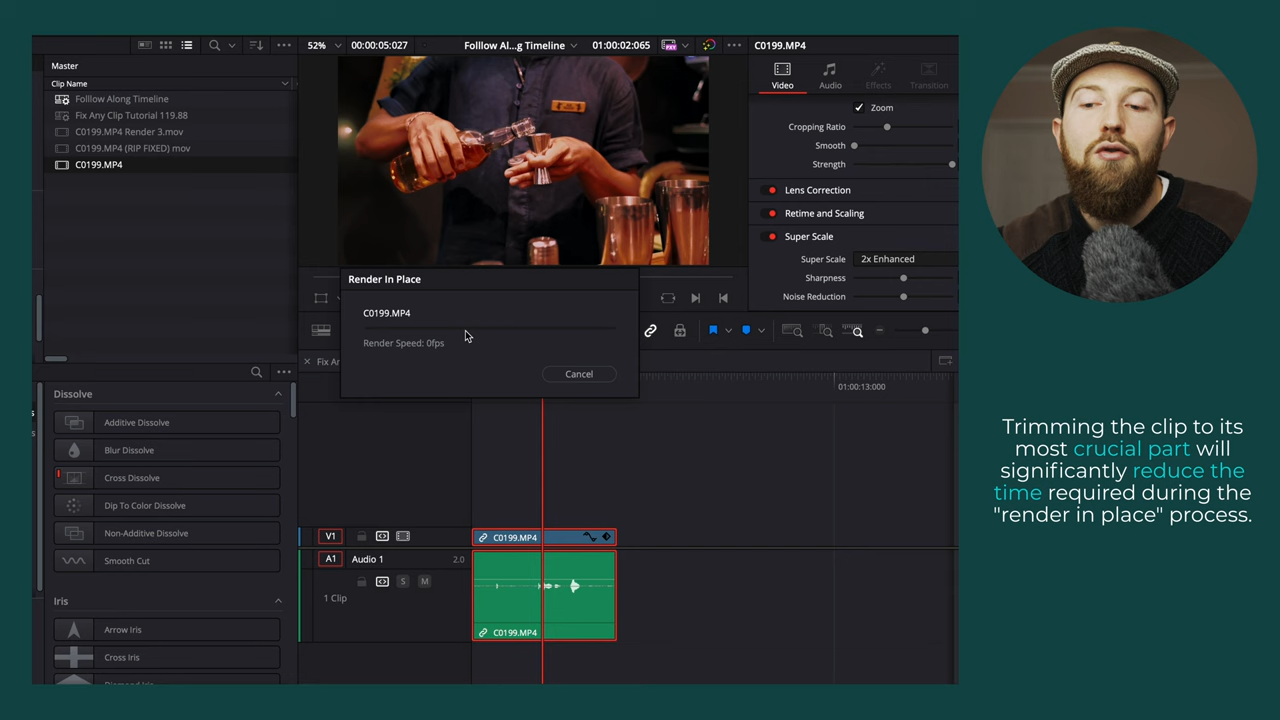 52%
00:00:05:027
Folllow Al...g Timeline
01:00:02:065
C0199.MP4
Master
Clip Name
Folllow Along Timeline
Fix Any Clip Tutorial 119.88
C0199.MP4 Render 3.mov
C0199.MP4 (RIP FIXED) mov
C0199.MP4
Video
Audio
Effects
Transition
Zoom
Cropping Ratio
Smooth
Strength
Lens Correction
Retime and Scaling
Super Scale
Super Scale
2x Enhanced
Sharpness
Noise Reduction
Render In Place
C0199.MP4
Render Speed: 0fps
Cancel
Fix An
01:00:13:000
Dissolve
Additive Dissolve
Blur Dissolve
Cross Dissolve
Dip To Color Dissolve
Non-Additive Dissolve
Smooth Cut
Iris
Arrow Iris
Cross Iris
V1
C0199.MP4
A1
Audio 1
2.0
S
M
1 Clip
C0199.MP4
Trimming the clip to its
most crucial part will
significantly reduce the
time required during the
"render in place" process.